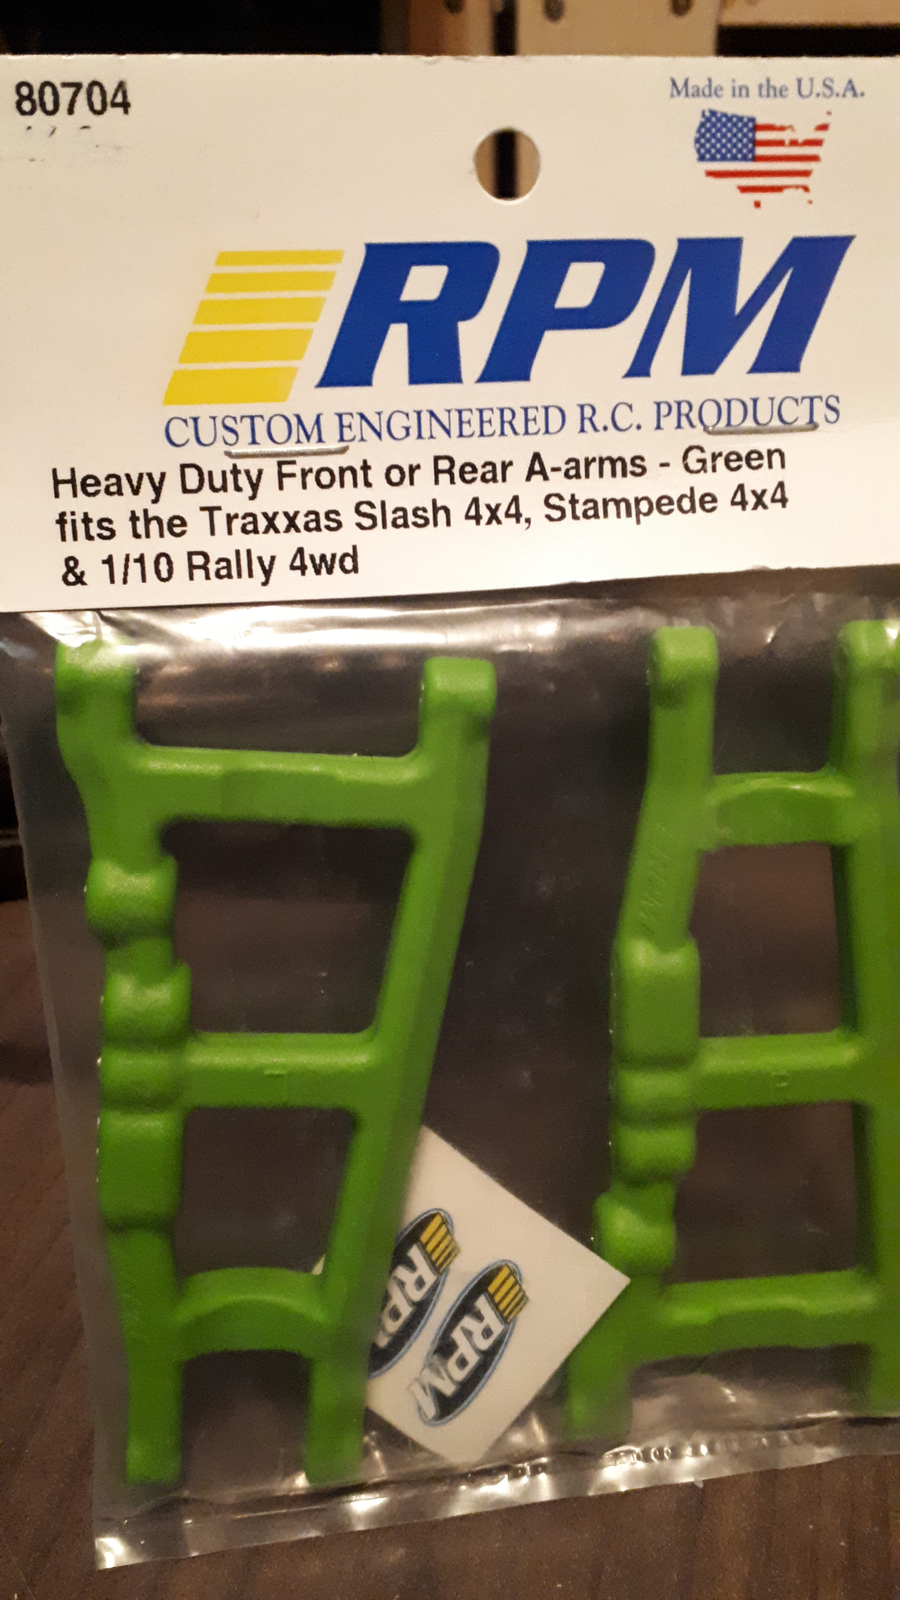 80704
Made in the U.S.A.
RPM
CUSTOM ENGINEERED R.C. PRODUCTS
Heavy Duty Front or Rear A-arms - Green
fits the Traxxas Slash 4x4, Stampede 4x4
& 1/10 Rally 4wd
RPM
RPM
RPM